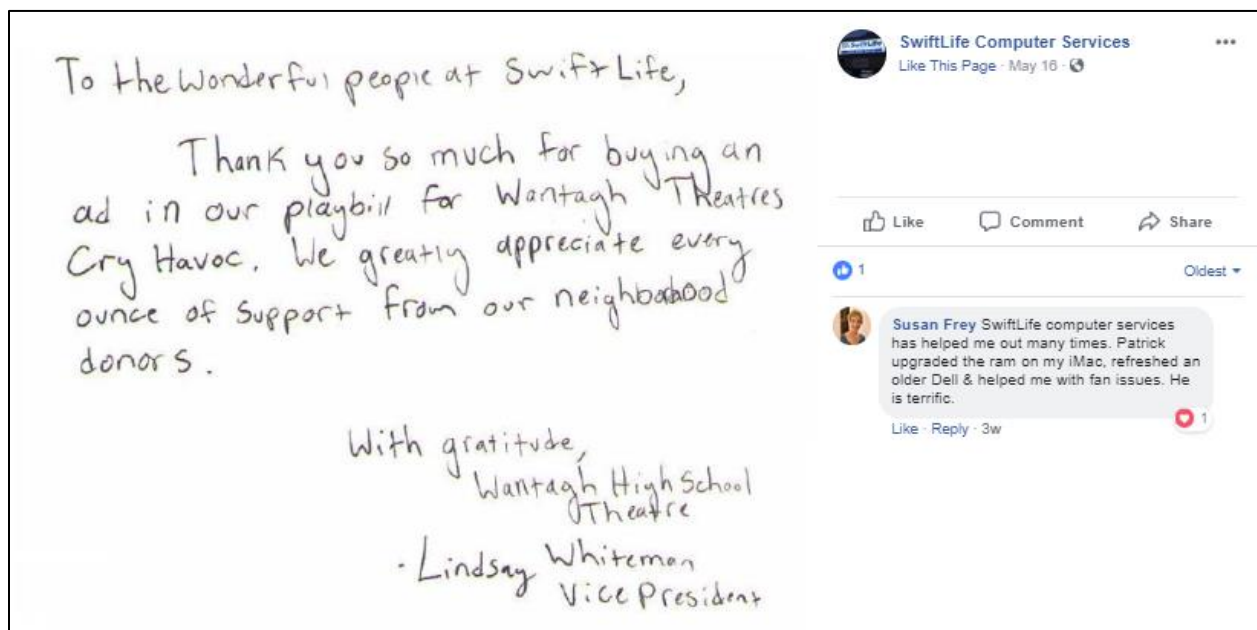 To the wonderful people at Swift Life,
Thank you so much for buying an
ad in our playbill for Wantagh Theatres
Cry Havoc. We greatly appreciate every
ounce of support from our neighborhood
donors.
With gratitude,
Wantagh High School
Theatre
- Lindsay Whiteman
Vice President
SwiftLife Computer Services
Like This Page · May 16 ·
Like Comment Share
1 Oldest
Susan Frey SwiftLife computer services
has helped me out many times. Patrick
upgraded the ram on my iMac, refreshed an
older Dell & helped me with fan issues. He
is terrific.
1
Like · Reply · 3w